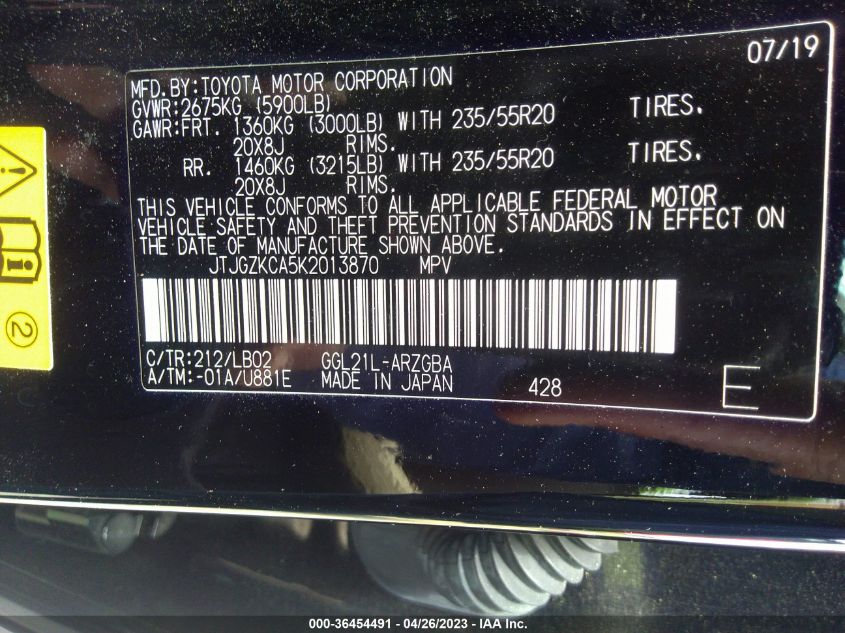 07/19
MFD.BY:TOYOTA MOTOR CORPORATION
GVWR:2675KG (5900LB)
GAWR:FRT. 1360KG (3000LB) WITH 235/55R20 TIRES.
20X8J RIMS.
RR. 1460KG (3215LB) WITH 235/55R20 TIRES.
20X8J RIMS.
THIS VEHICLE CONFORMS TO ALL APPLICABLE FEDERAL MOTOR
VEHICLE SAFETY AND THEFT PREVENTION STANDARDS IN EFFECT ON
THE DATE OF MANUFACTURE SHOWN ABOVE.
JTJGZKCA5K2013870 MPV
C/TR:212/LB02 GGL21L-ARZGBA
A/TM:-01A/U881E MADE IN JAPAN 428 E
2
000-36454491 - 04/26/2023 - IAA Inc.